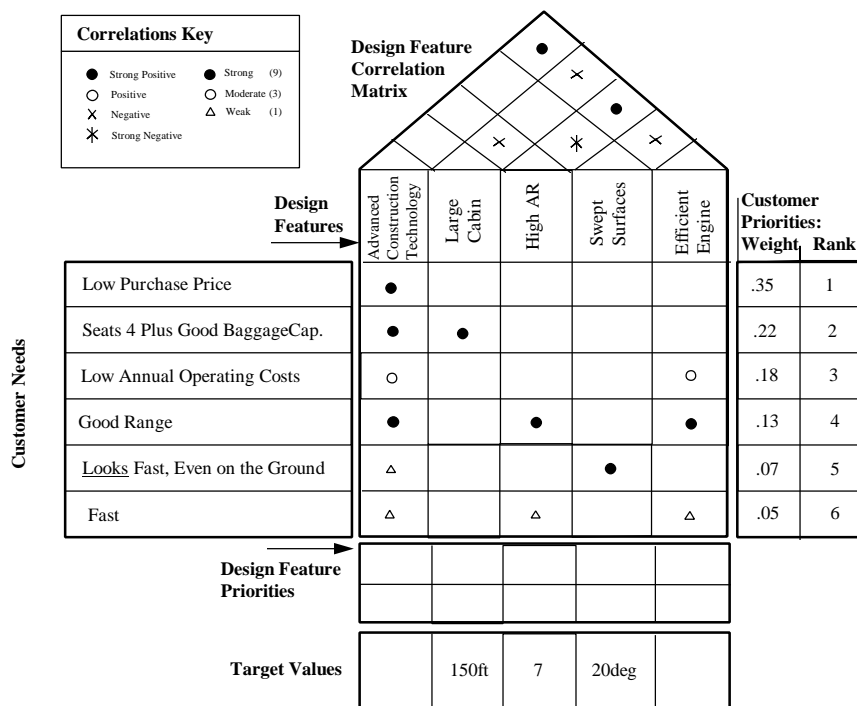 Correlations Key
Strong Positive
Strong (9)
Positive
Moderate (3)
Negative
Weak (1)
Strong Negative
Design Feature
Correlation
Matrix
Design
Features
Advanced
Construction
Technology
Large
Cabin
High AR
Swept
Surfaces
Efficient
Engine
Customer
Priorities:
Weight Rank
Customer Needs
Low Purchase Price .35 1
Seats 4 Plus Good BaggageCap. .22 2
Low Annual Operating Costs .18 3
Good Range .13 4
Looks Fast, Even on the Ground .07 5
Fast .05 6
Design Feature
Priorities
Target Values 150ft 7 20deg